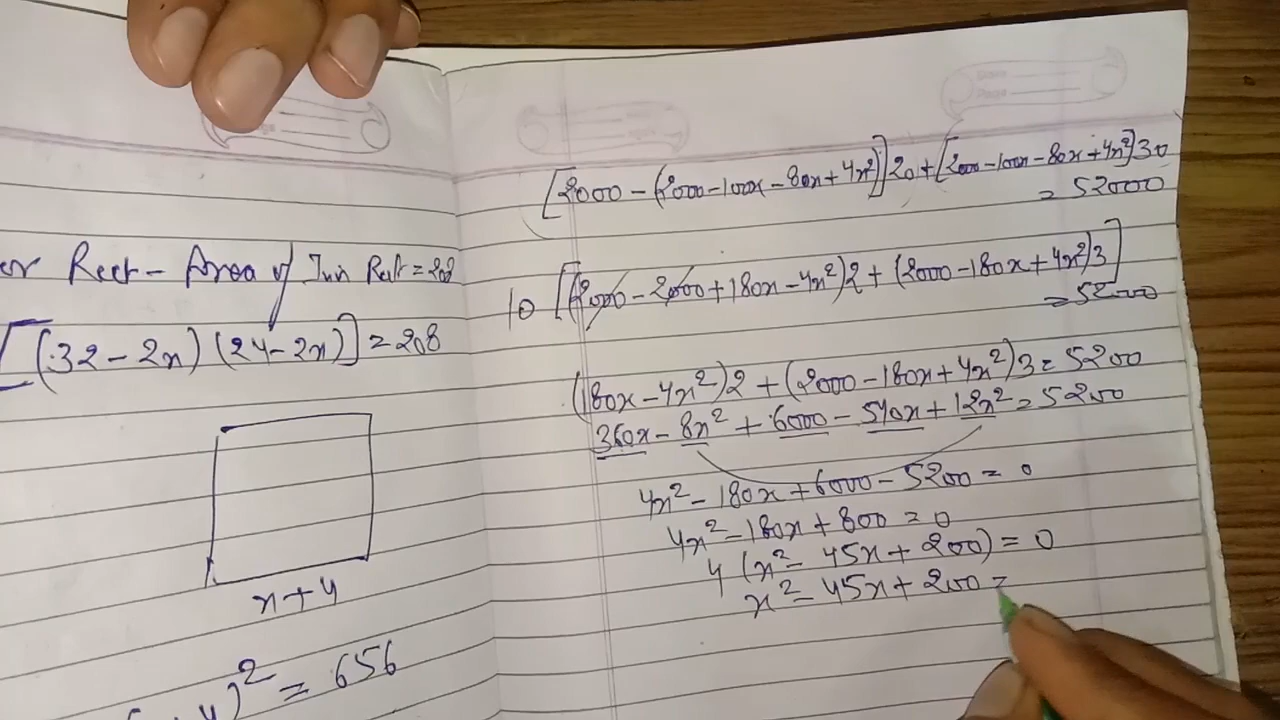 er Rect - Area of Inn Rect = 208
[(32 - 2x) (24 - 2x)] = 208
x + 4
)² = 656
[2000 - (2000 - 100x - 80x + 4x²)] 20 + [2000 - 100x - 80x + 4x²] 30
= 52000
10 [(2000 - 2000 + 180x - 4x²) 2 + (2000 - 180x + 4x²) 3]
= 5200
(180x - 4x²) 2 + (2000 - 180x + 4x²) 3 = 5200
360x - 8x² + 6000 - 540x + 12x² = 5200
4x² - 180x + 6000 - 5200 = 0
4x² - 180x + 800 = 0
4 (x² - 45x + 200) = 0
x² - 45x + 200 =